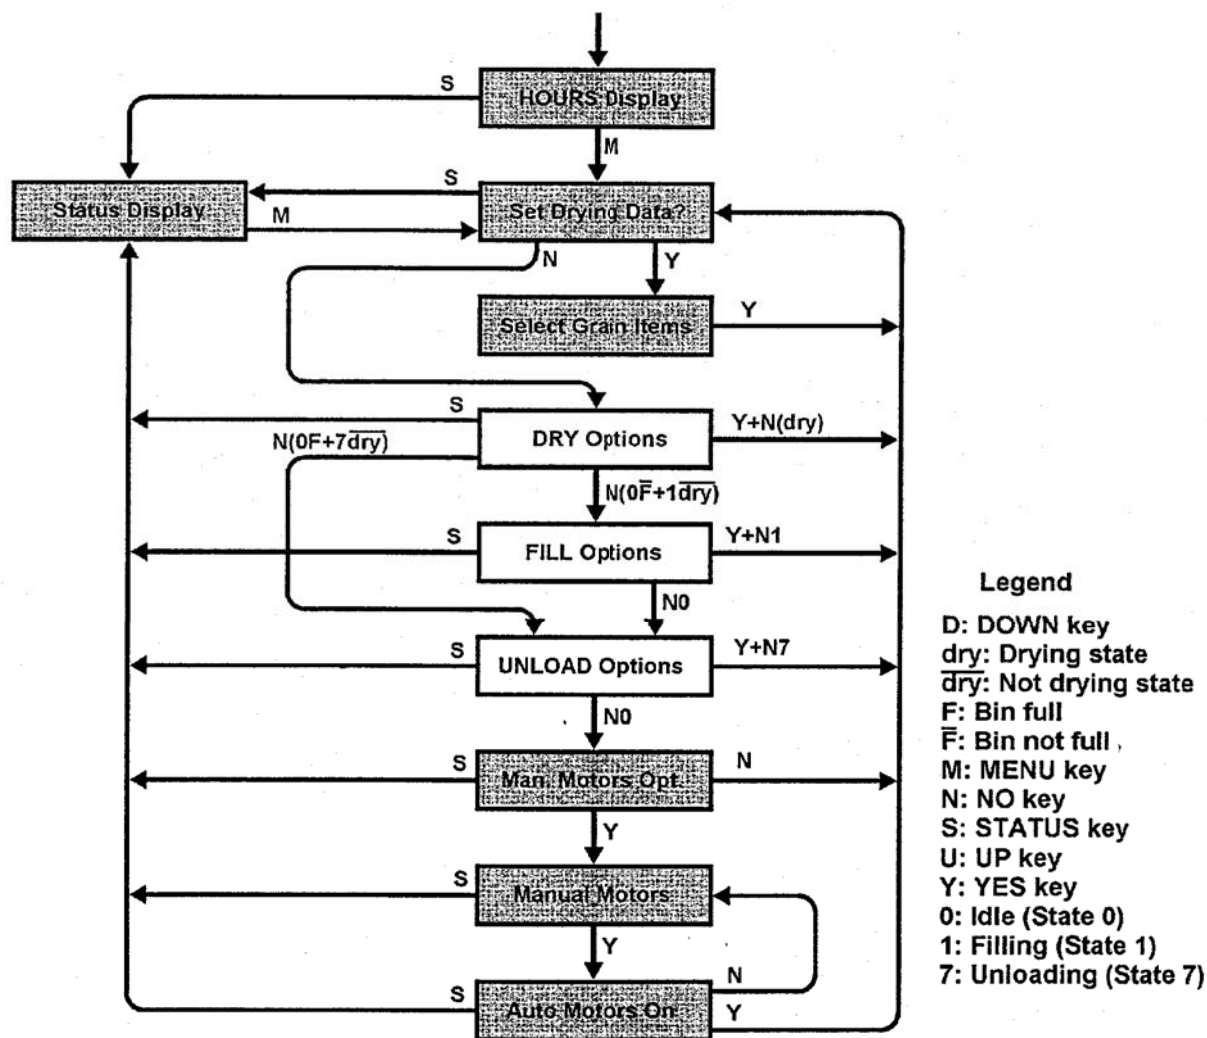 S
HOURS Display
M
S
Status Display
Set Drying Data?
M
N
Y
Select Grain Items
Y
S
DRY Options
Y+N(dry)
N(0F+7d̅r̅y̅)
N(0F̅+1d̅r̅y̅)
S
FILL Options
Y+N1
N0
S
UNLOAD Options
Y+N7
N0
S
Man. Motors Opt.
N
Y
S
Manual Motors
Y
N
S
Auto Motors On
Y
Legend
D: DOWN key
dry: Drying state
d̅r̅y̅: Not drying state
F: Bin full
F̅: Bin not full
M: MENU key
N: NO key
S: STATUS key
U: UP key
Y: YES key
0: Idle (State 0)
1: Filling (State 1)
7: Unloading (State 7)